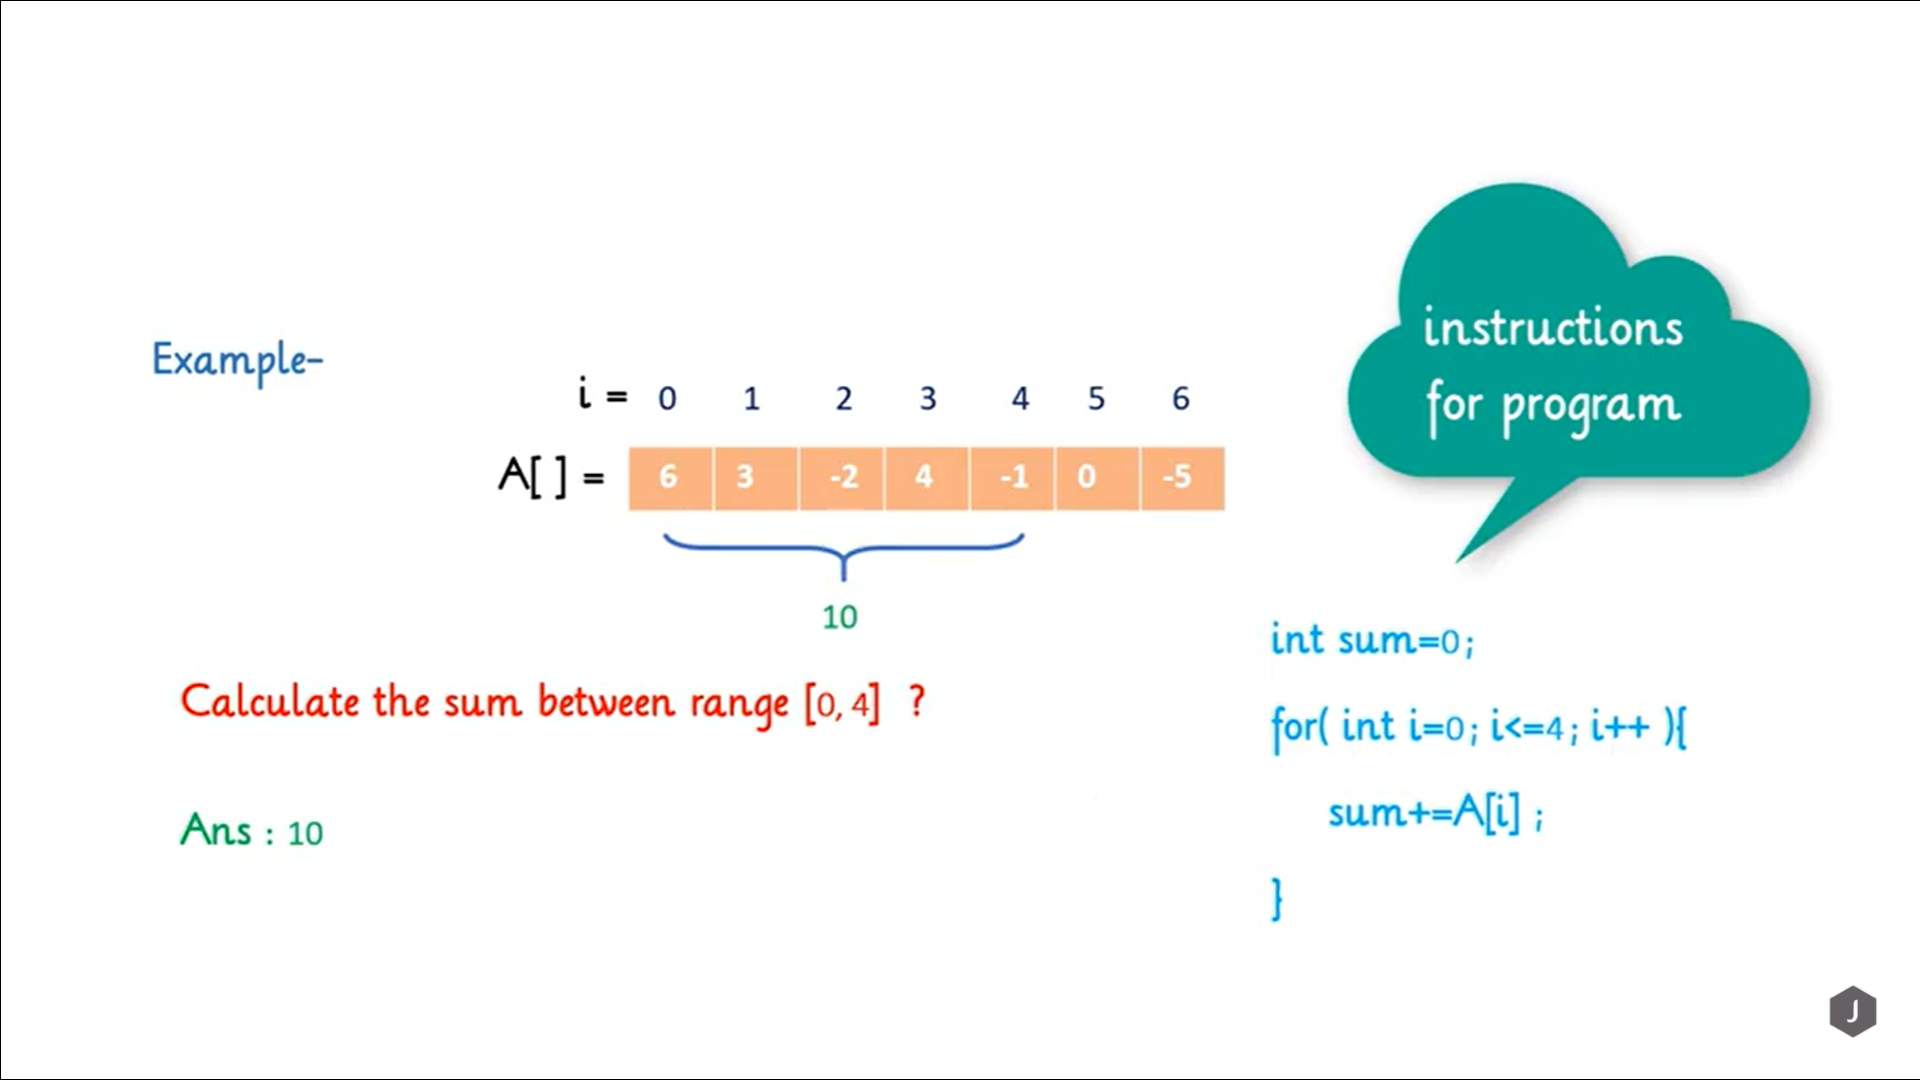 Example-
i = 0 1 2 3 4 5 6
A[ ] = 6 3 -2 4 -1 0 -5
10
Calculate the sum between range [0, 4] ?
Ans : 10
instructions
for program
int sum=0;
for( int i=0; i<=4; i++ ){
sum+=A[i] ;
}
J